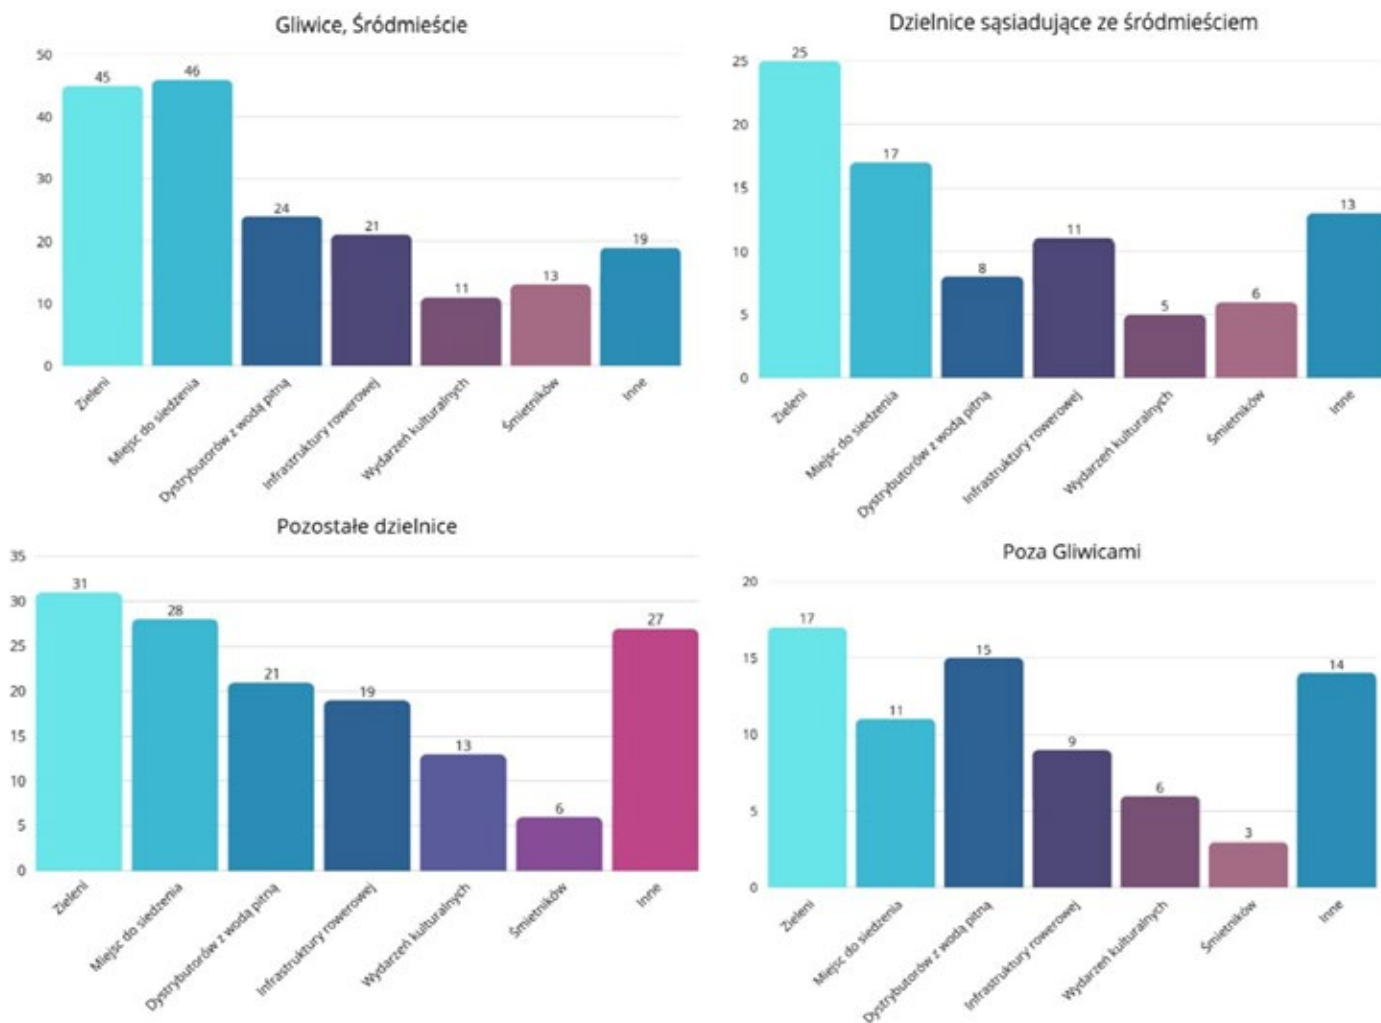 Gliwice, Śródmieście
50
40
30
20
10
0
45
46
24
21
11
13
19
Zieleni
Miejsc do siedzenia
Dystrybutorów z wodą pitną
Infrastruktury rowerowej
Wydarzeń kulturalnych
Śmietników
Inne
Dzielnice sąsiadujące ze śródmieściem
25
20
15
10
5
0
25
17
8
11
5
6
13
Zieleni
Miejsc do siedzenia
Dystrybutorów z wodą pitną
Infrastruktury rowerowej
Wydarzeń kulturalnych
Śmietników
Inne
Pozostałe dzielnice
35
30
25
20
15
10
5
0
31
28
21
19
13
6
27
Zieleni
Miejsc do siedzenia
Dystrybutorów z wodą pitną
Infrastruktury rowerowej
Wydarzeń kulturalnych
Śmietników
Inne
Poza Gliwicami
20
15
10
5
0
17
11
15
9
6
3
14
Zieleni
Miejsc do siedzenia
Dystrybutorów z wodą pitną
Infrastruktury rowerowej
Wydarzeń kulturalnych
Śmietników
Inne